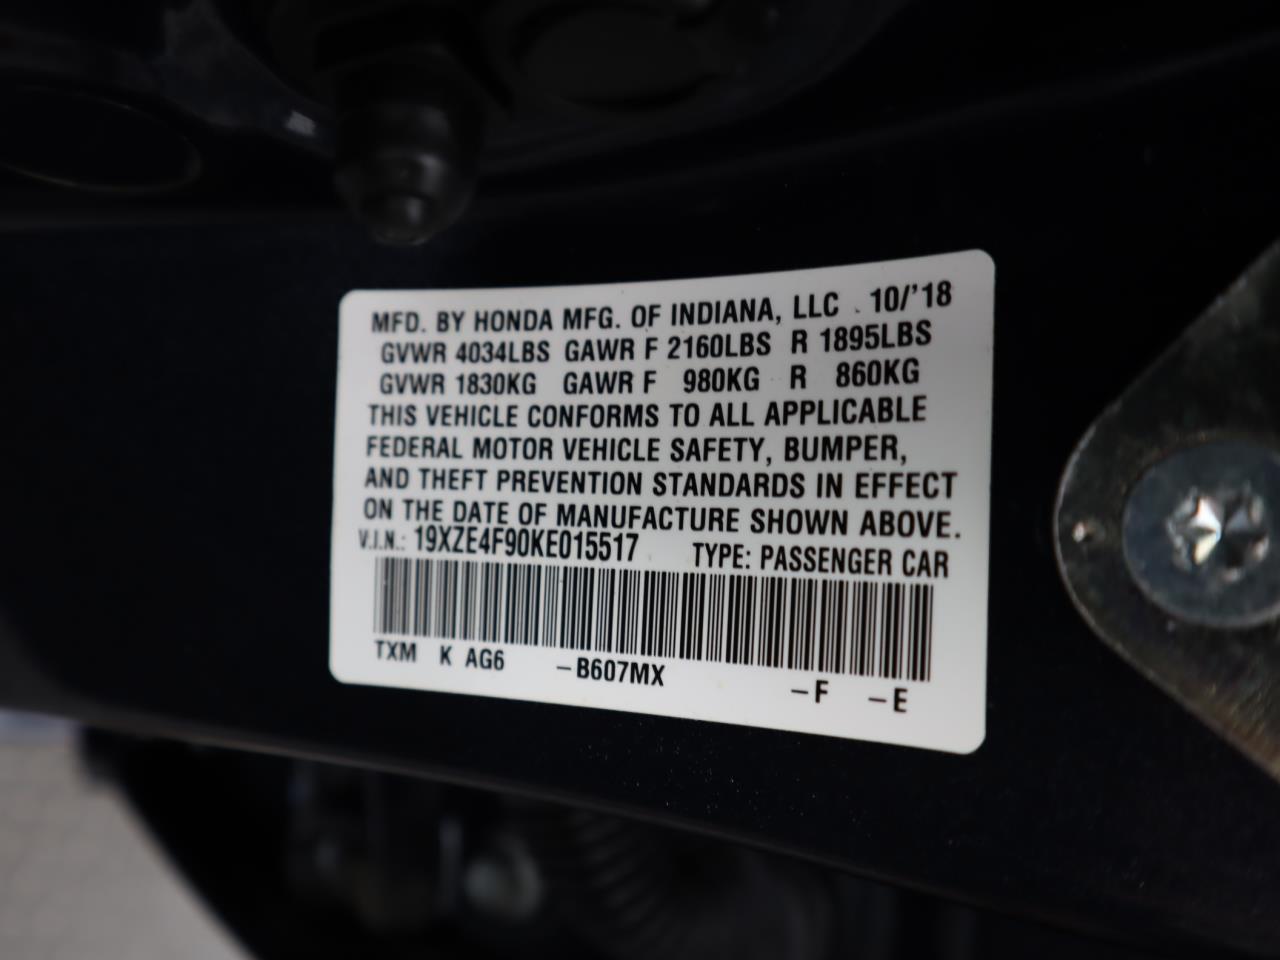 MFD. BY HONDA MFG. OF INDIANA, LLC . 10/'18
GVWR 4034LBS GAWR F 2160LBS R 1895LBS
GVWR 1830KG GAWR F 980KG R 860KG
THIS VEHICLE CONFORMS TO ALL APPLICABLE
FEDERAL MOTOR VEHICLE SAFETY, BUMPER,
AND THEFT PREVENTION STANDARDS IN EFFECT
ON THE DATE OF MANUFACTURE SHOWN ABOVE.
V.I.N.: 19XZE4F90KE015517 TYPE: PASSENGER CAR
TXM K AG6 -B607MX -F -E